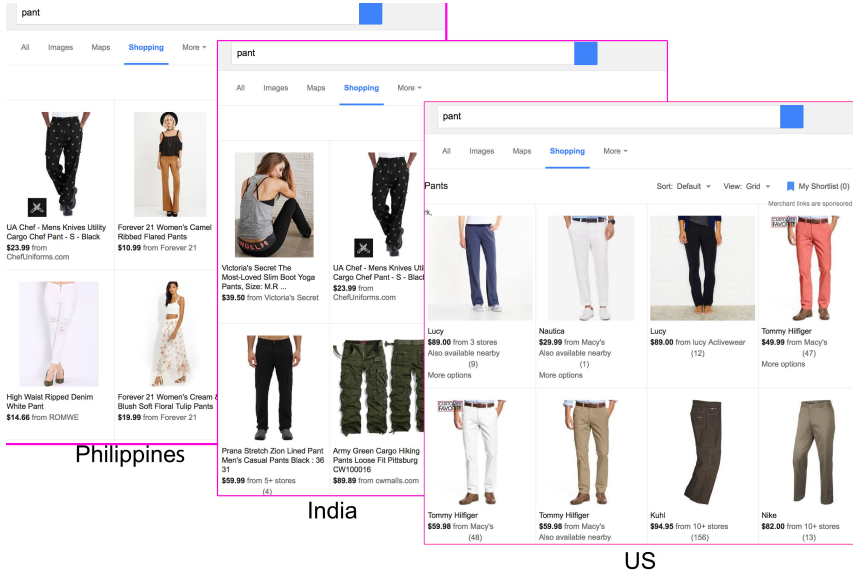 pant
All Images Maps Shopping More
UA Chef - Mens Knives Utility
Cargo Chef Pant - S - Black
$23.99 from
ChefUniforms.com
Forever 21 Women's Camel
Ribbed Flared Pants
$10.99 from Forever 21
High Waist Ripped Denim
White Pant
$14.66 from ROMWE
Forever 21 Women's Cream &
Blush Soft Floral Tulip Pants
$19.99 from Forever 21
Philippines
pant
All Images Maps Shopping More
Victoria's Secret The
Most-Loved Slim Boot Yoga
Pants, Size: M.R ...
$39.50 from Victoria's Secret
UA Chef - Mens Knives Uti
Cargo Chef Pant - S - Black
$23.99 from
ChefUniforms.com
Prana Stretch Zion Lined Pant
Men's Casual Pants Black : 36
31
$59.99 from 5+ stores
(4)
Army Green Cargo Hiking
Pants Loose Fit Pittsburg
CW100016
$89.89 from cwmalls.com
India
pant
All Images Maps Shopping More
Pants Sort: Default View: Grid My Shortlist (0)
Merchant links are sponsored
rk,
Lucy
$89.00 from 3 stores
Also available nearby
(9)
More options
Nautica
$29.99 from Macy's
Also available nearby
(1)
More options
Lucy
$89.00 from lucy Activewear
(12)
CUSTOMER
FAVORITE
Tommy Hilfiger
$49.99 from Macy's
(47)
More options
CUSTOMER
FAVORITE
Tommy Hilfiger
$59.98 from Macy's
(48)
Tommy Hilfiger
$59.98 from Macy's
Also available nearby
Kuhl
$94.95 from 10+ stores
(156)
Nike
$82.00 from 10+ stores
(13)
US